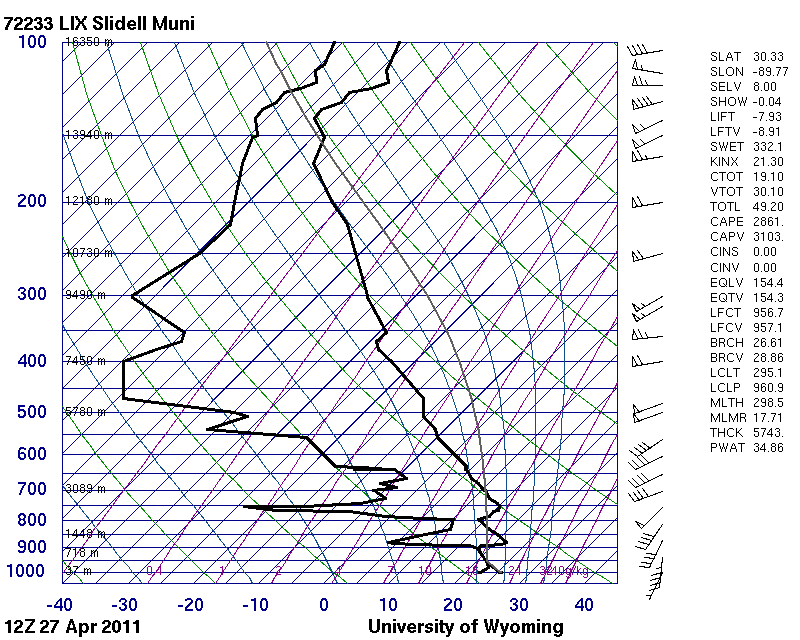 72233 LIX Slidell Muni
100
16350 m
13940 m
200
12180 m
10730 m
300
9490 m
400
7450 m
500
5780 m
600
700
3089 m
800
1448 m
900
716 m
1000
37 m
0.4
1
2
4
7
10
16
24
32
40g/kg
-40
-30
-20
-10
0
10
20
30
40
12Z 27 Apr 2011
University of Wyoming
SLAT 30.33
SLON -89.77
SELV 8.00
SHOW -0.04
LIFT -7.93
LFTV -8.91
SWET 332.1
KINX 21.30
CTOT 19.10
VTOT 30.10
TOTL 49.20
CAPE 2861.
CAPV 3103.
CINS 0.00
CINV 0.00
EQLV 154.4
EQTV 154.3
LFCT 956.7
LFCV 957.1
BRCH 26.61
BRCV 28.86
LCLT 295.1
LCLP 960.9
MLTH 298.5
MLMR 17.71
THCK 5743.
PWAT 34.86